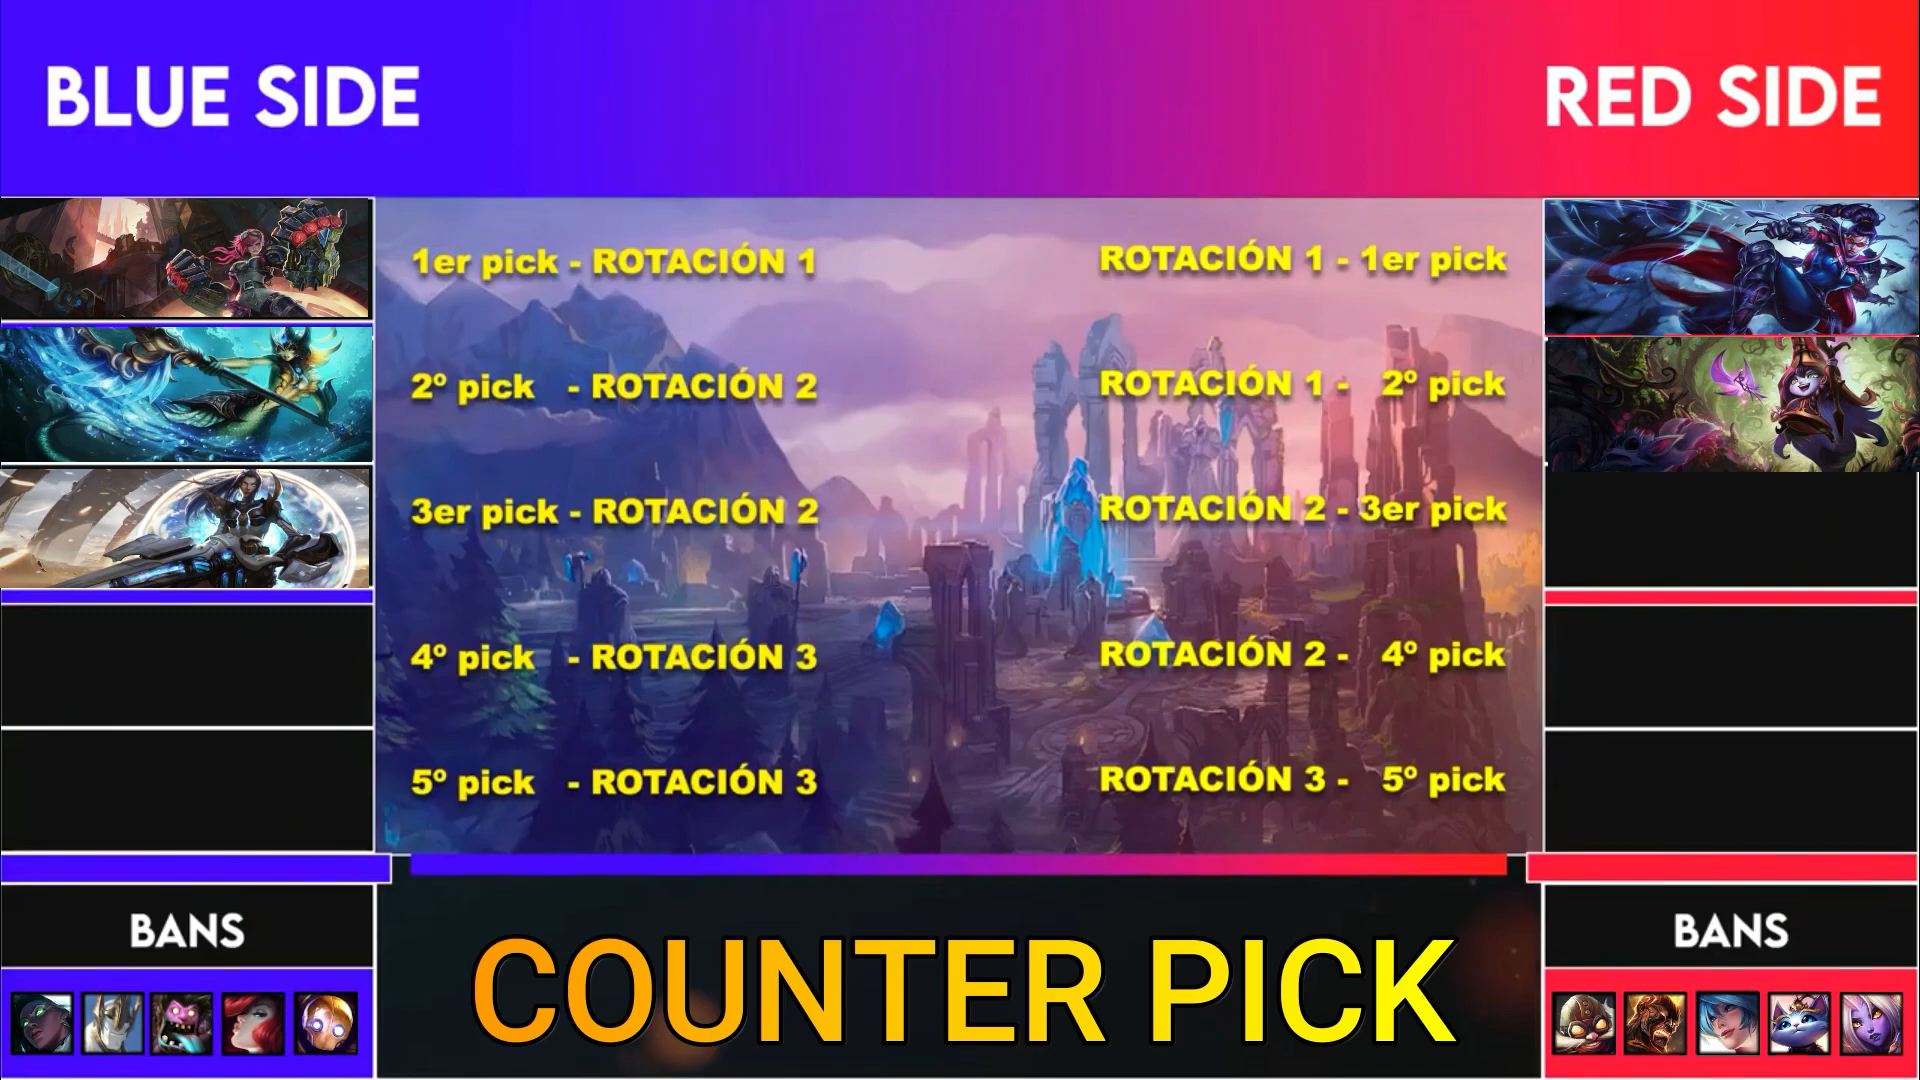 BLUE SIDE
RED SIDE
1er pick - ROTACIÓN 1
ROTACIÓN 1 - 1er pick
2º pick - ROTACIÓN 2
ROTACIÓN 1 - 2º pick
3er pick - ROTACIÓN 2
ROTACIÓN 2 - 3er pick
4º pick - ROTACIÓN 3
ROTACIÓN 2 - 4º pick
5º pick - ROTACIÓN 3
ROTACIÓN 3 - 5º pick
BANS
COUNTER PICK
BANS